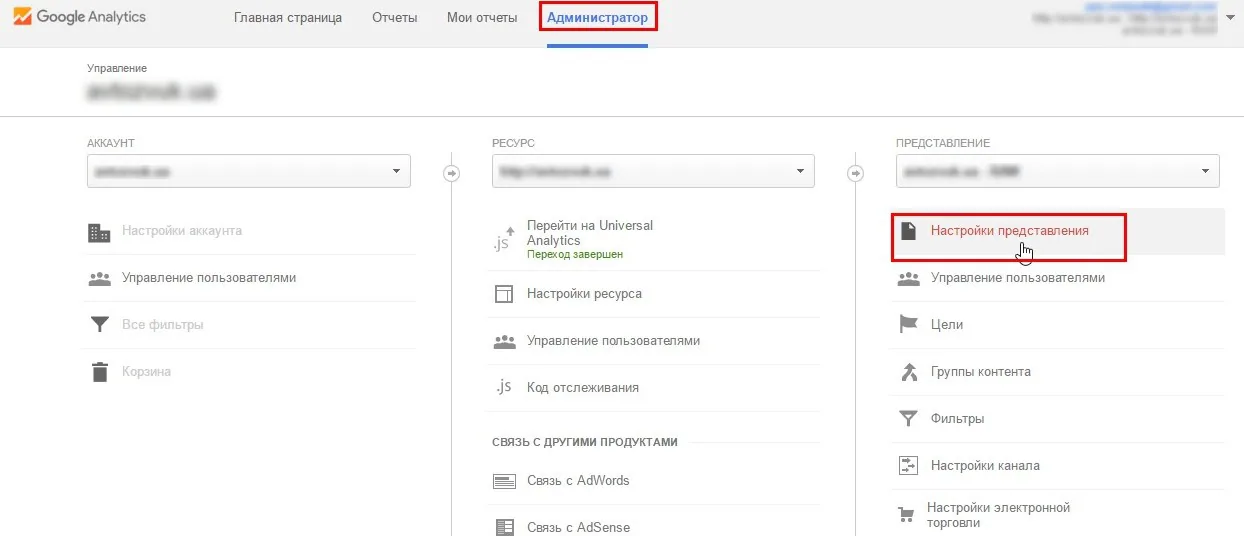 Google Analytics
Главная страница
Отчеты
Мои отчеты
Администратор
Управление
АККАУНТ
Настройки аккаунта
Управление пользователями
Все фильтры
Корзина
РЕСУРС
.js
Перейти на Universal
Analytics
Переход завершен
Настройки ресурса
Управление пользователями
.js
Код отслеживания
СВЯЗЬ С ДРУГИМИ ПРОДУКТАМИ
Связь с AdWords
Связь с AdSense
ПРЕДСТАВЛЕНИЕ
Настройки представления
Управление пользователями
Цели
Группы контента
Фильтры
Настройки канала
Настройки электронной
торговли